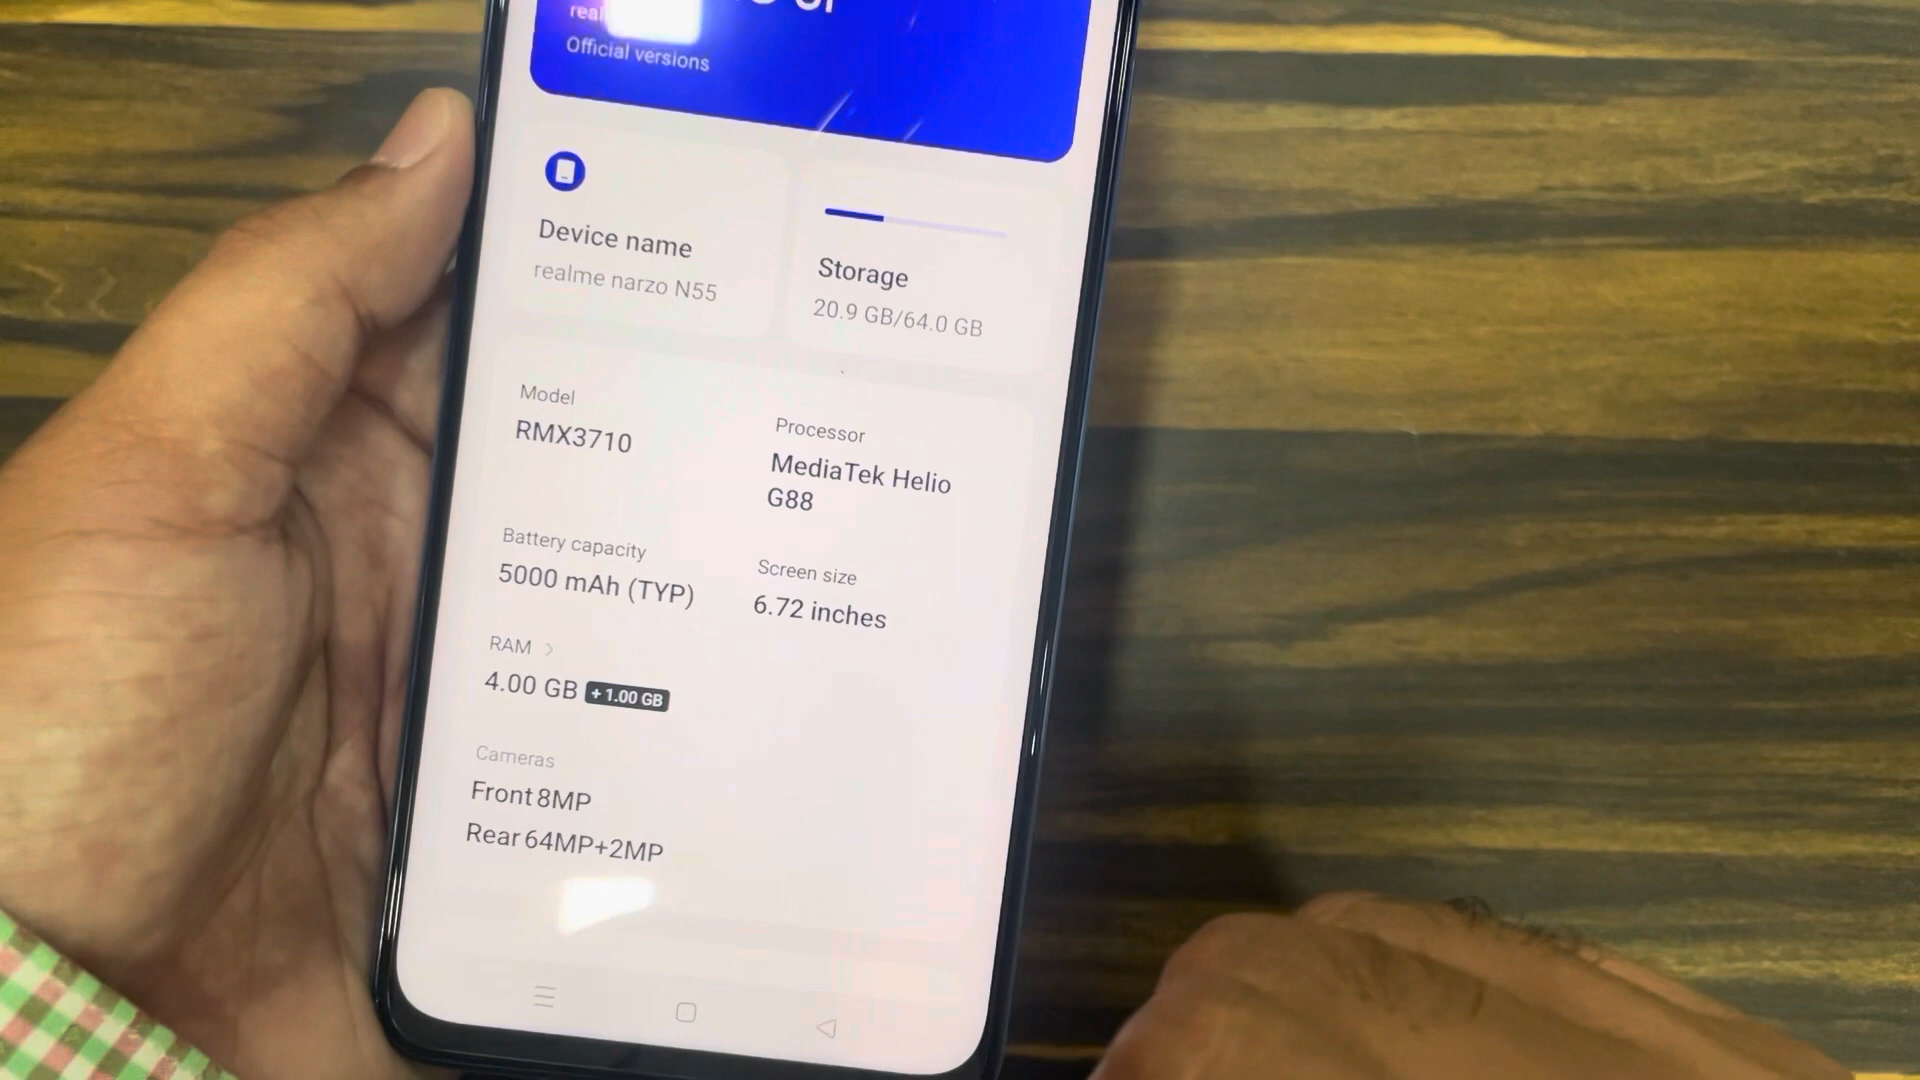 Official versions
Device name
realme narzo N55
Storage
20.9 GB/64.0 GB
Model
RMX3710
Processor
MediaTek Helio
G88
Battery capacity
5000 mAh (TYP)
Screen size
6.72 inches
RAM >
4.00 GB +1.00 GB
Cameras
Front 8MP
Rear 64MP+2MP